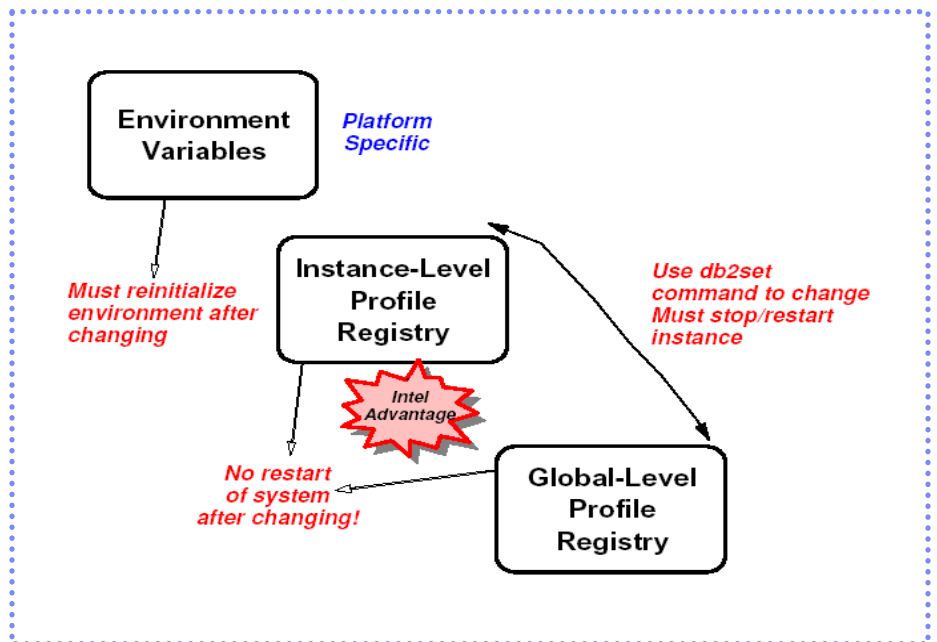 Environment
Variables
Platform
Specific
Must reinitialize
environment after
changing
Instance-Level
Profile
Registry
Use db2set
command to change
Must stop/restart
instance
Intel
Advantage
No restart
of system
after changing!
Global-Level
Profile
Registry